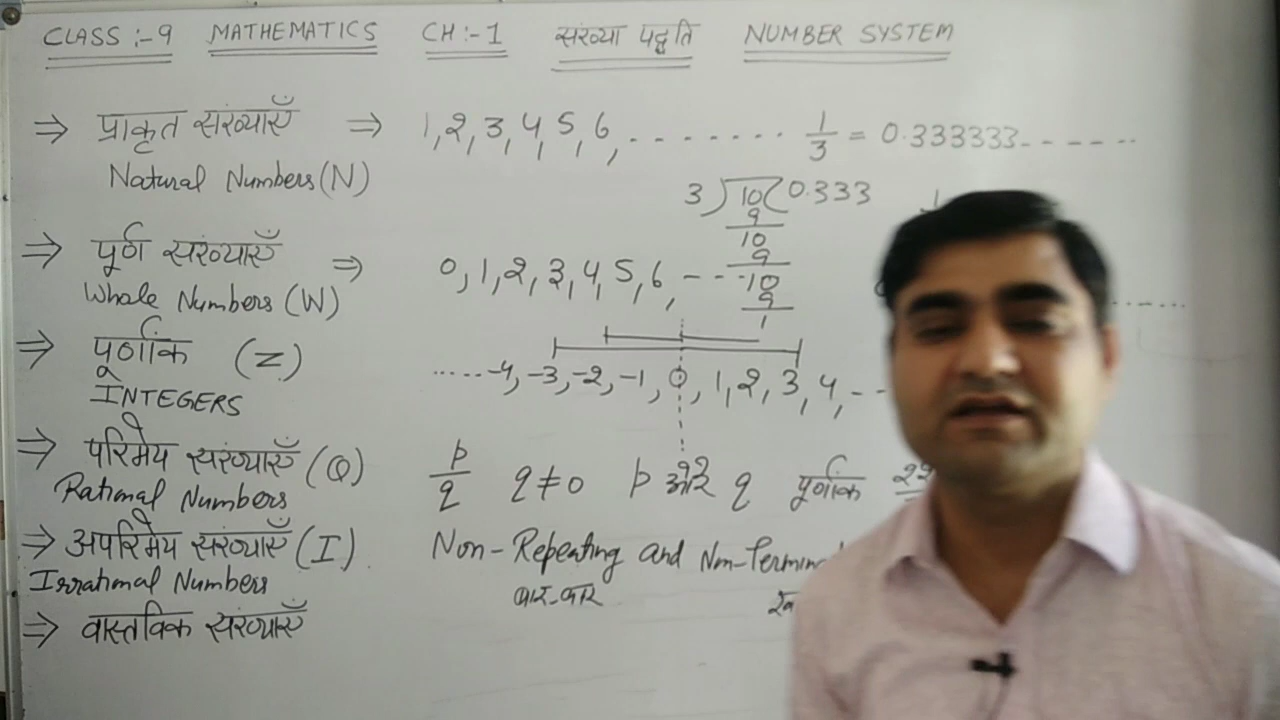 CLASS :-9 MATHEMATICS CH :- 1 संख्या पद्धति NUMBER SYSTEM
⇒ प्राकृत संख्याएँ ⇒ 1, 2, 3, 4, 5, 6, ........ 1/3 = 0.333333------
Natural Numbers (N)
3 ) 10 ( 0.333
9
10
⇒ पूर्ण संख्याएँ ⇒ 0, 1, 2, 3, 4, 5, 6, ---
9
10
Whole Numbers (W)
9
1
⇒ पूर्णांक (Z)
.....-4, -3, -2, -1, 0, 1, 2, 3, 4, --
INTEGERS
⇒ परिमेय संख्याएँ (Q) p/q q≠0 p और q पूर्णांक 22
Rational Numbers
⇒ अपरिमेय संख्याएँ (I) Non-Repeating and Non-Termin
Irrational Numbers बार-बार
⇒ वास्तविक संख्याएँ